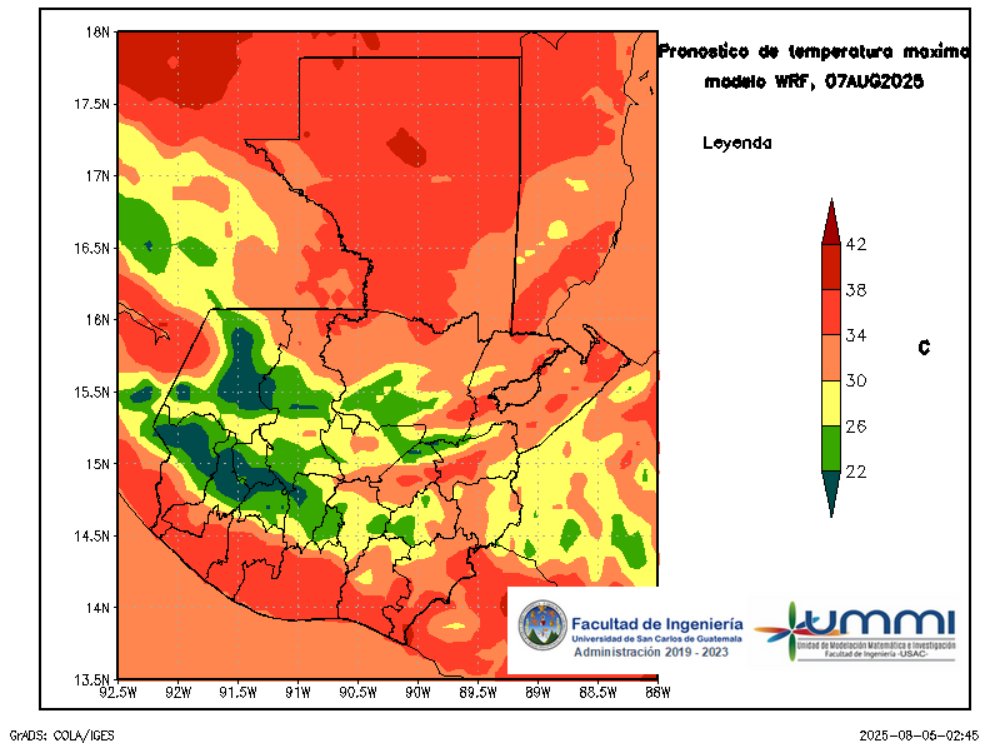 Pronostico de temperatura maxima
modelo WRF, 07AUG2025
Leyenda
42
38
34
30
26
22
C
18N
17.5N
17N
16.5N
16N
15.5N
15N
14.5N
14N
13.5N
92.5W 92W 91.5W 91W 90.5W 90W 89.5W 89W 88.5W 88W
Facultad de Ingeniería
Universidad de San Carlos de Guatemala
Administración 2019 - 2023
ummi
Unidad de Modelación Matemática e Investigación
Facultad de Ingeniería -USAC-
GrADS: COLA/IGES
2025-08-05-02:45